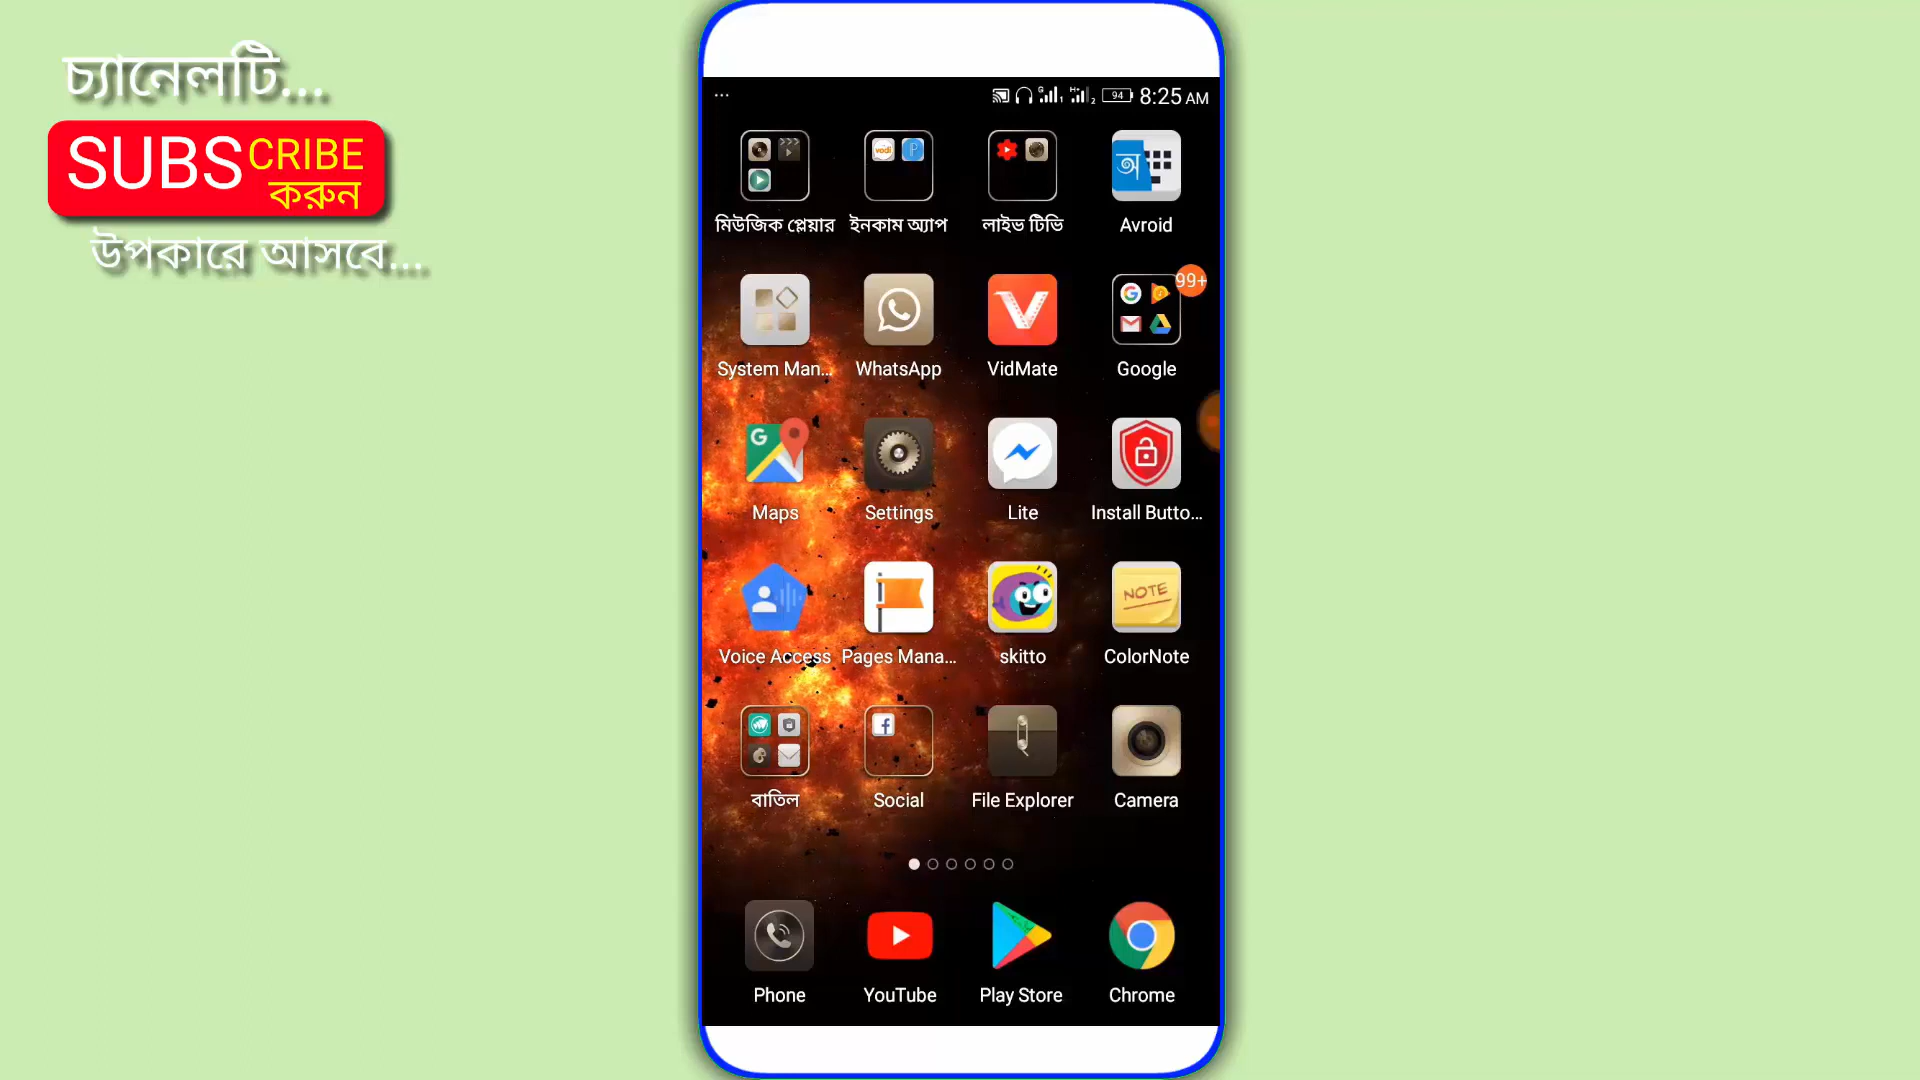 চ্যানেলটি...
SUBSCRIBE
করুন
উপকারে আসবে...
... 94 8:25 AM
মিউজিক প্লেয়ার ইনকাম অ্যাপ লাইভ টিভি Avroid
99+
System Man... WhatsApp VidMate Google
Maps Settings Lite Install Butto...
NOTE
Voice Access Pages Mana... skitto ColorNote
বাতিল Social File Explorer Camera
Phone YouTube Play Store Chrome